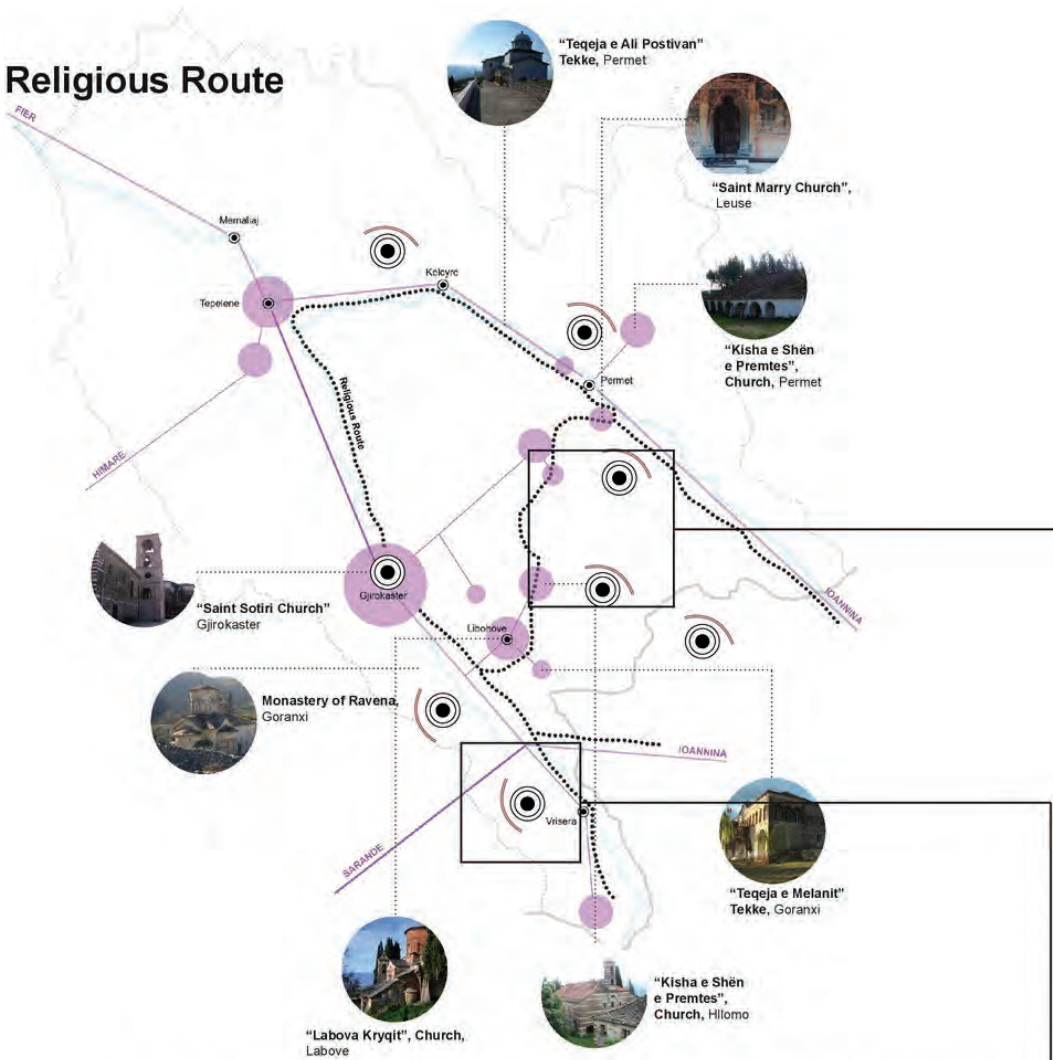 Religious Route
"Teqeja e Ali Postivan"
Tekke, Permet
"Saint Marry Church",
Leuse
"Kisha e Shën
e Premtes",
Church, Permet
FIER
Memaliaj
Tepelene
Kelcyre
Permet
Religious Route
HIMARE
"Saint Sotiri Church"
Gjirokaster
Gjirokaster
Libohove
IOANNINA
Monastery of Ravena,
Goranxi
IOANNINA
SARANDE
Vrisera
"Teqeja e Melanit"
Tekke, Goranxi
"Labova Kryqit", Church,
Labove
"Kisha e Shën
e Premtes",
Church, Hllomo